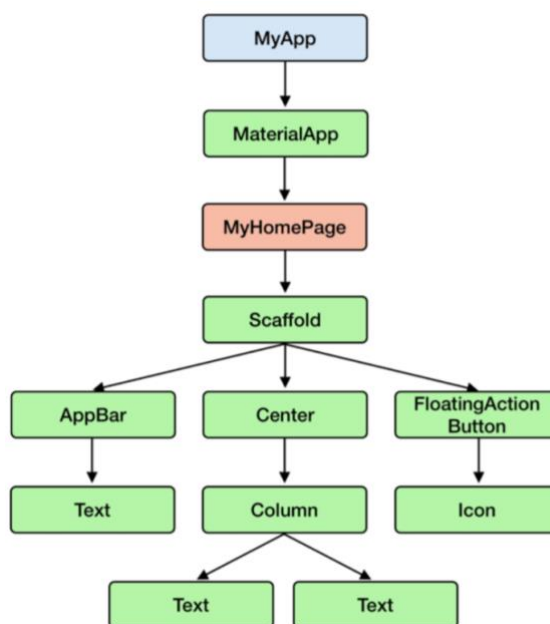 MyApp
MaterialApp
MyHomePage
Scaffold
AppBar
Center
FloatingAction
Button
Text
Column
Icon
Text
Text